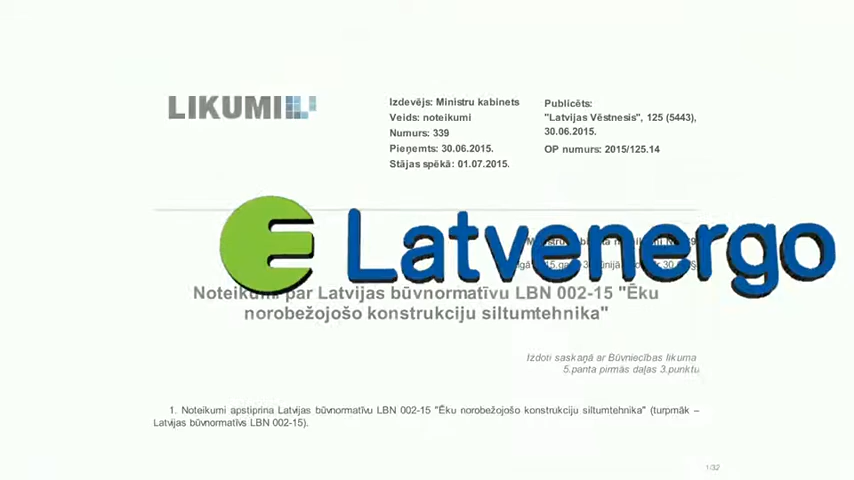 LIKUMI
Izdevējs: Ministru kabinets
Veids: noteikumi
Numurs: 339
Pieņemts: 30.06.2015.
Stājas spēkā: 01.07.2015.
Publicēts:
"Latvijas Vēstnesis", 125 (5443),
30.06.2015.
OP numurs: 2015/125.14
Latvenergo
Noteikumi par Latvijas būvnormatīvu LBN 002-15 "Ēku
norobežojošo konstrukciju siltumtehnika"
Izdoti saskaņā ar Būvniecības likuma
5.panta pirmās daļas 3.punktu
1. Noteikumi apstiprina Latvijas būvnormatīvu LBN 002-15 "Ēku norobežojošo konstrukciju siltumtehnika" (turpmāk –
Latvijas būvnormatīvs LBN 002-15).